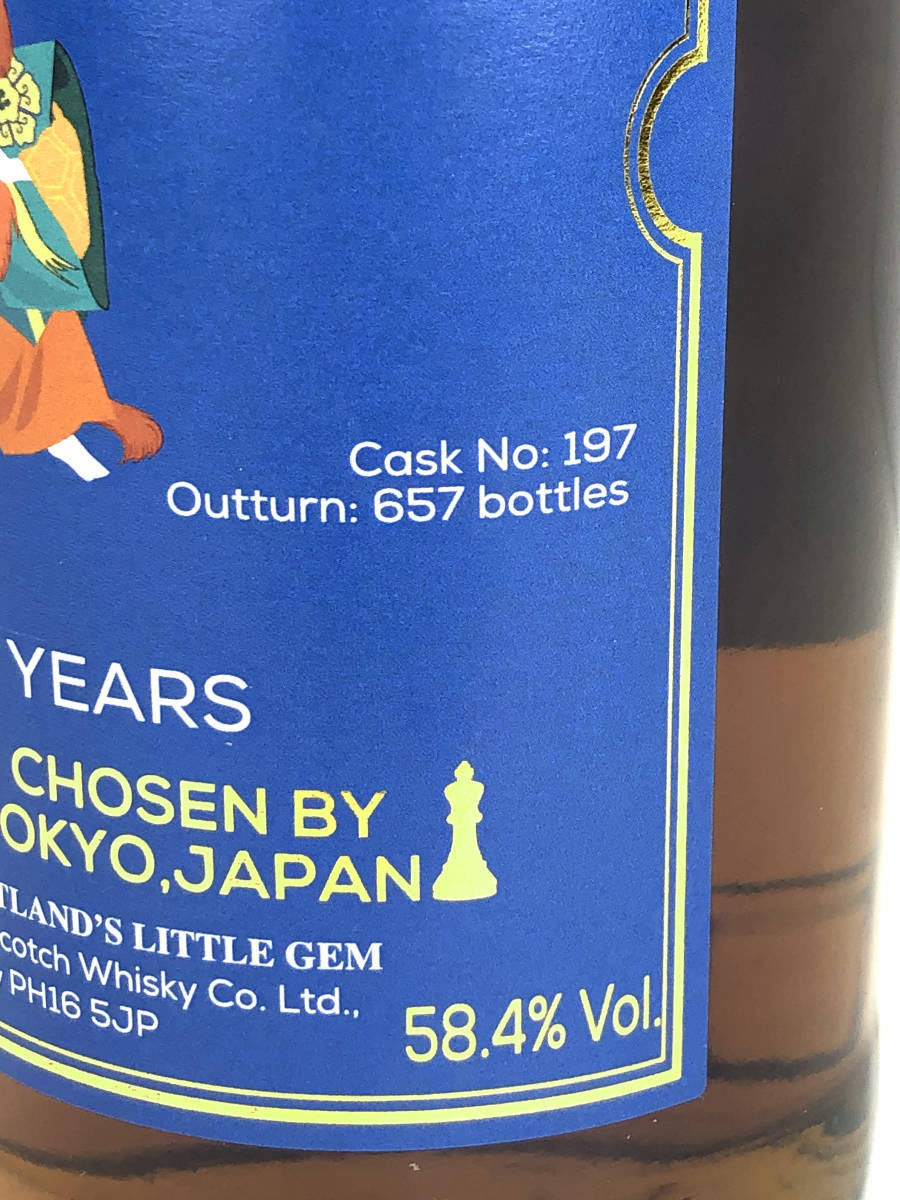 Cask No: 197
Outturn: 657 bottles
YEARS
CHOSEN BY
OKYO,JAPAN
TLAND'S LITTLE GEM
cotch Whisky Co. Ltd.,
PH16 5JP
58.4% Vol.